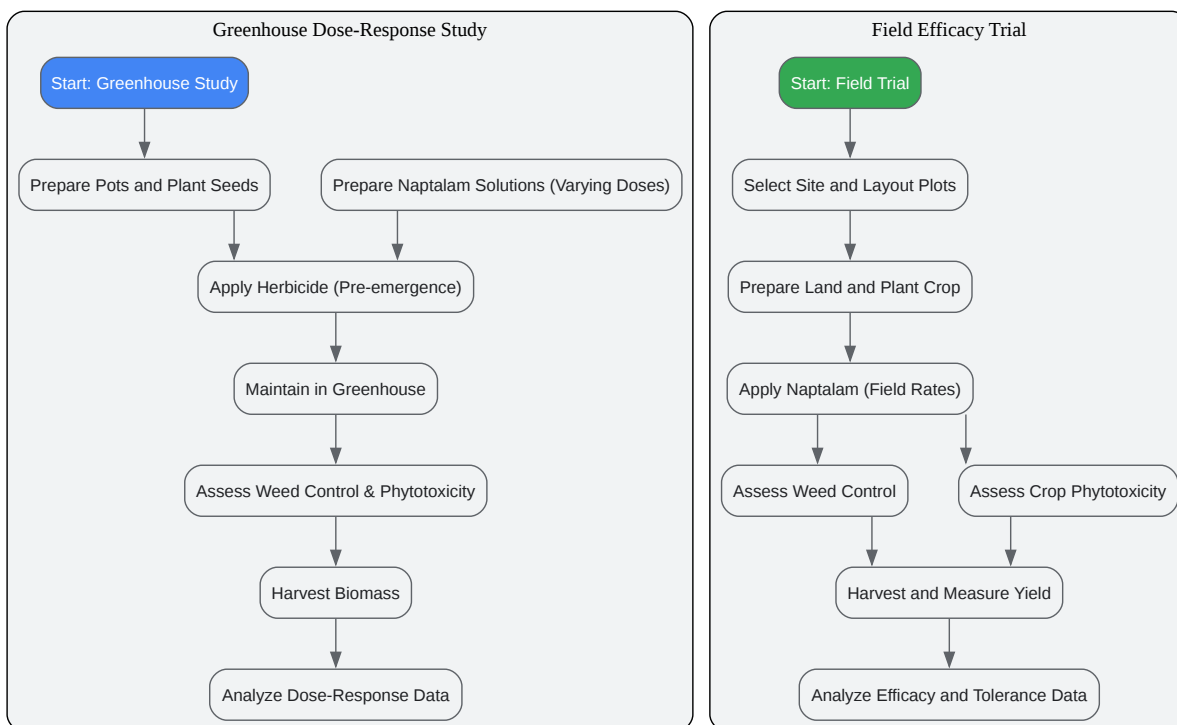 Greenhouse Dose-Response Study
Start: Greenhouse Study
Prepare Pots and Plant Seeds
Prepare Naptalam Solutions (Varying Doses)
Apply Herbicide (Pre-emergence)
Maintain in Greenhouse
Assess Weed Control & Phytotoxicity
Harvest Biomass
Analyze Dose-Response Data
Field Efficacy Trial
Start: Field Trial
Select Site and Layout Plots
Prepare Land and Plant Crop
Apply Naptalam (Field Rates)
Assess Weed Control
Assess Crop Phytotoxicity
Harvest and Measure Yield
Analyze Efficacy and Tolerance Data